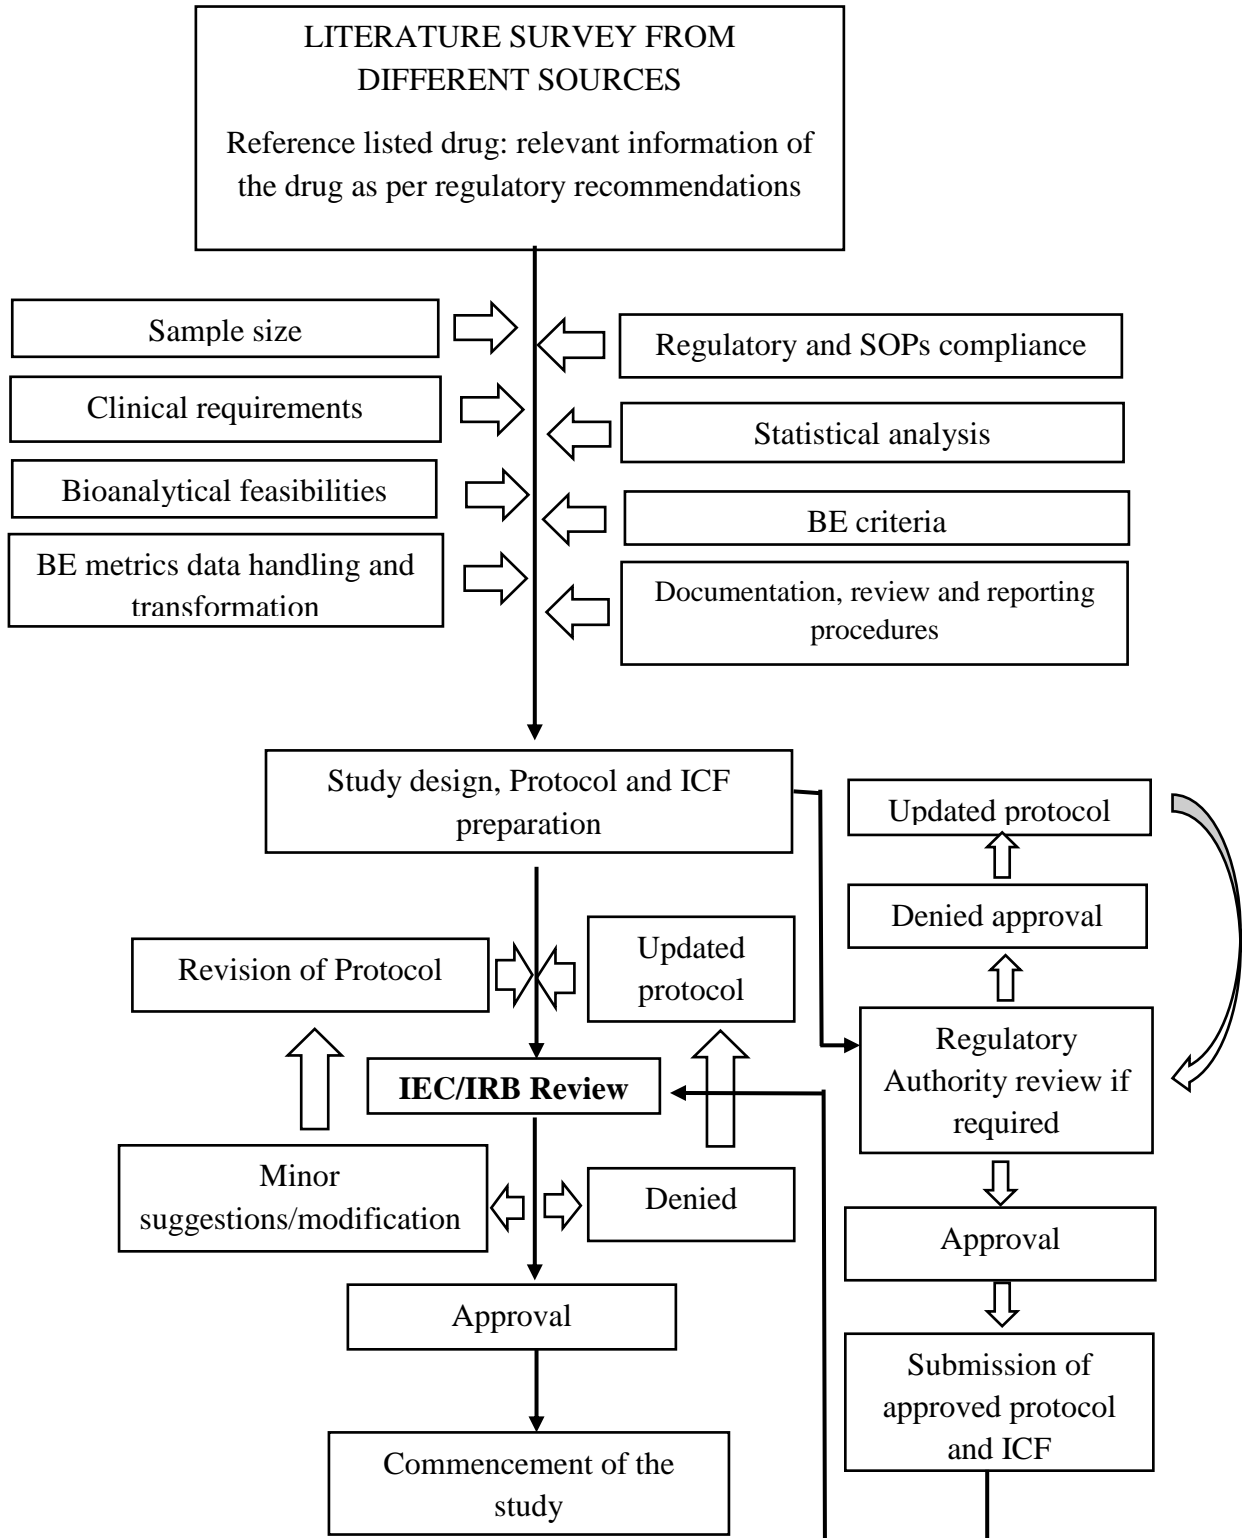 LITERATURE SURVEY FROM
DIFFERENT SOURCES
Reference listed drug: relevant information of
the drug as per regulatory recommendations
Sample size
Regulatory and SOPs compliance
Clinical requirements
Statistical analysis
Bioanalytical feasibilities
BE criteria
BE metrics data handling and
transformation
Documentation, review and reporting
procedures
Study design, Protocol and ICF
preparation
Updated protocol
Denied approval
Revision of Protocol
Updated
protocol
Regulatory
Authority review if
required
IEC/IRB Review
Minor
suggestions/modification
Denied
Approval
Approval
Submission of
approved protocol
and ICF
Commencement of the
study